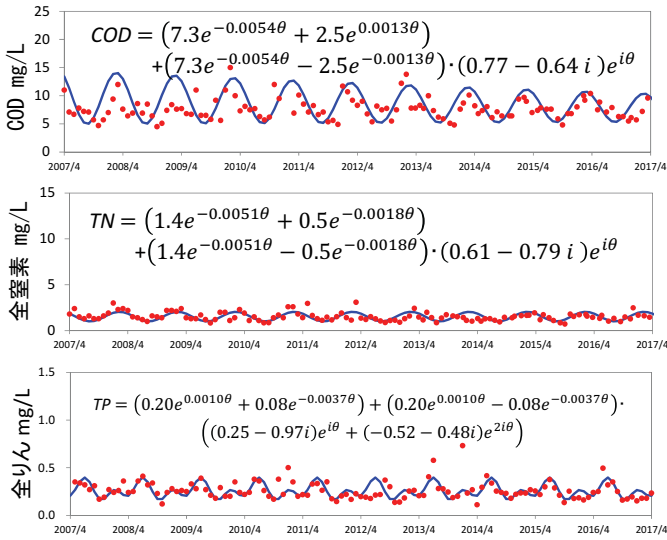 COD mg/L
25
20
15
10
5
0
COD = (7.3e^{-0.0054θ} + 2.5e^{0.0013θ})
+(7.3e^{-0.0054θ} − 2.5e^{-0.0013θ})·(0.77 − 0.64 i )e^{iθ}
2007/4 2008/4 2009/4 2010/4 2011/4 2012/4 2013/4 2014/4 2015/4 2016/4 2017/4
全窒素 mg/L
15
10
5
0
TN = (1.4e^{-0.0051θ} + 0.5e^{-0.0018θ})
+(1.4e^{-0.0051θ} − 0.5e^{-0.0018θ})·(0.61 − 0.79 i )e^{iθ}
2007/4 2008/4 2009/4 2010/4 2011/4 2012/4 2013/4 2014/4 2015/4 2016/4 2017/4
全りん mg/L
1.5
1.0
0.5
0.0
TP = (0.20e^{0.0010θ} + 0.08e^{-0.0037θ}) + (0.20e^{0.0010θ} − 0.08e^{-0.0037θ})·
((0.25 − 0.97i)e^{iθ} + (−0.52 − 0.48i)e^{2iθ})
2007/4 2008/4 2009/4 2010/4 2011/4 2012/4 2013/4 2014/4 2015/4 2016/4 2017/4